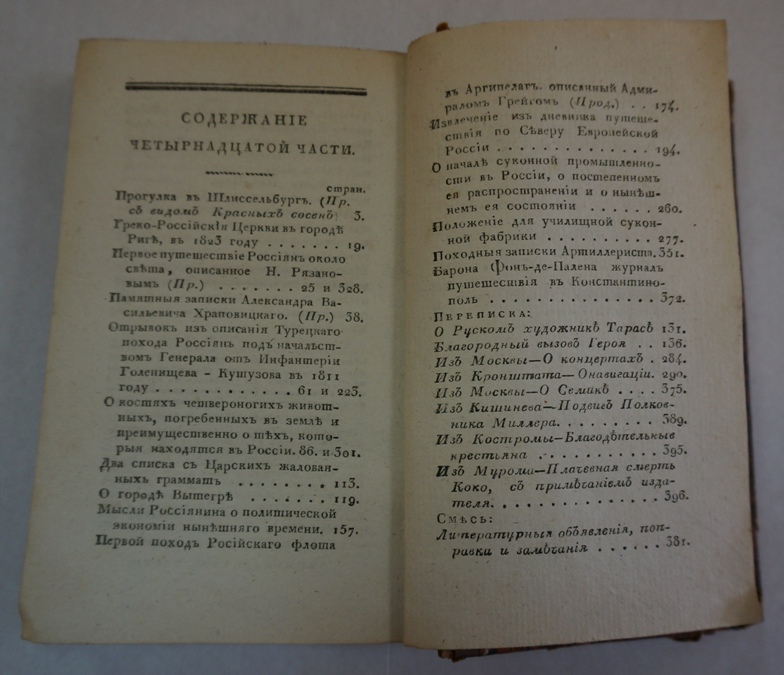 СОДЕРЖАНІЕ
ЧЕТЫРНАДЦАТОЙ ЧАСТИ.
стран.
Прогулка въ Шлиссельбургъ. (Пр.
съ видомъ Красныхъ сосенъ) 3.
Греко-Россійскія Церкви въ городѣ
Ригѣ, въ 1823 году . . . . . . . 19.
Первое путешествіе Россіянъ около
свѣта, описанное Н. Рязано-
вымъ (Пр.) . . . . . . . 25 и 328.
Памятныя записки Александра Ва-
сильевича Храповицкаго. (Пр.) 38.
Отрывокъ изъ описанія Турецкаго
похода Россіянъ подъ начальст-
вомъ Генерала отъ Инфантеріи
Голенищева - Кутузова въ 1811
году . . . . . . . . . . . 61 и 223.
О костяхъ четвероногихъ живот-
ныхъ, погребенныхъ въ землѣ и
преимущественно о тѣхъ, кото-
рыя находятся въ Россіи. 86. и 301.
Два списка съ Царскихъ жалован-
ныхъ граммать . . . . . . . . 113.
О городѣ Вытегрѣ . . . . . . . 119.
Мысли Россіянина о политической
экономіи нынѣшняго времени. 157.
Первой походъ Російскаго флота
въ Аргипелагъ, описанный Адми-
раломъ Грейгомъ (Прод.) . . 174.
Извлеченіе изъ дневника путеше-
ствія по Сѣверу Европейской
Россіи . . . . . . . . . . . . . 194.
О началѣ суконной промышленно-
сти въ Россіи, о постепенномъ
ея распространеніи и о нынѣш-
немъ ея состояніи . . . . . . 260.
Положеніе для училищной сукон-
ной фабрики . . . . . . . . . 277.
Походныя записки Артиллериста. 351.
Барона Фонъ-де-Палена журналъ
путешествія въ Константино-
поль . . . . . . . . . . . . . . 372.
ПЕРЕПИСКА:
О Рускомъ художникѣ Тарасѣ 131.
Благородный вызовъ Героя . . 136.
Изъ Москвы—О концертахъ . 284.
Изъ Кронштата—Онавигаціи. 290.
Изъ Москвы—О Семикѣ . . . . 375.
Изъ Кишинева—Подвигъ Полков-
ника Миллера. . . . . . . . . 389.
Изъ Костромы—Благодѣтельные
крестьяна . . . . . . . . . . . 395.
Изъ Мурома—Плачевная смерть
Коко, съ примѣчаніемъ изда-
теля. . . . . . . . . . . . . . . 396.
СМѢСЬ:
Литературныя объявленія, поп-
равки и замѣчанія . . . . . . 381.